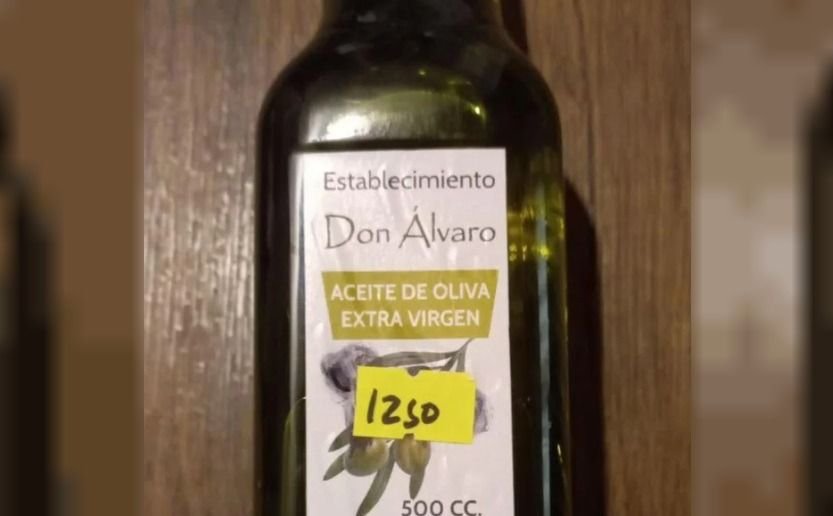 Establecimiento
Don Álvaro
ACEITE DE OLIVA
EXTRA VIRGEN
1250
500 CC.